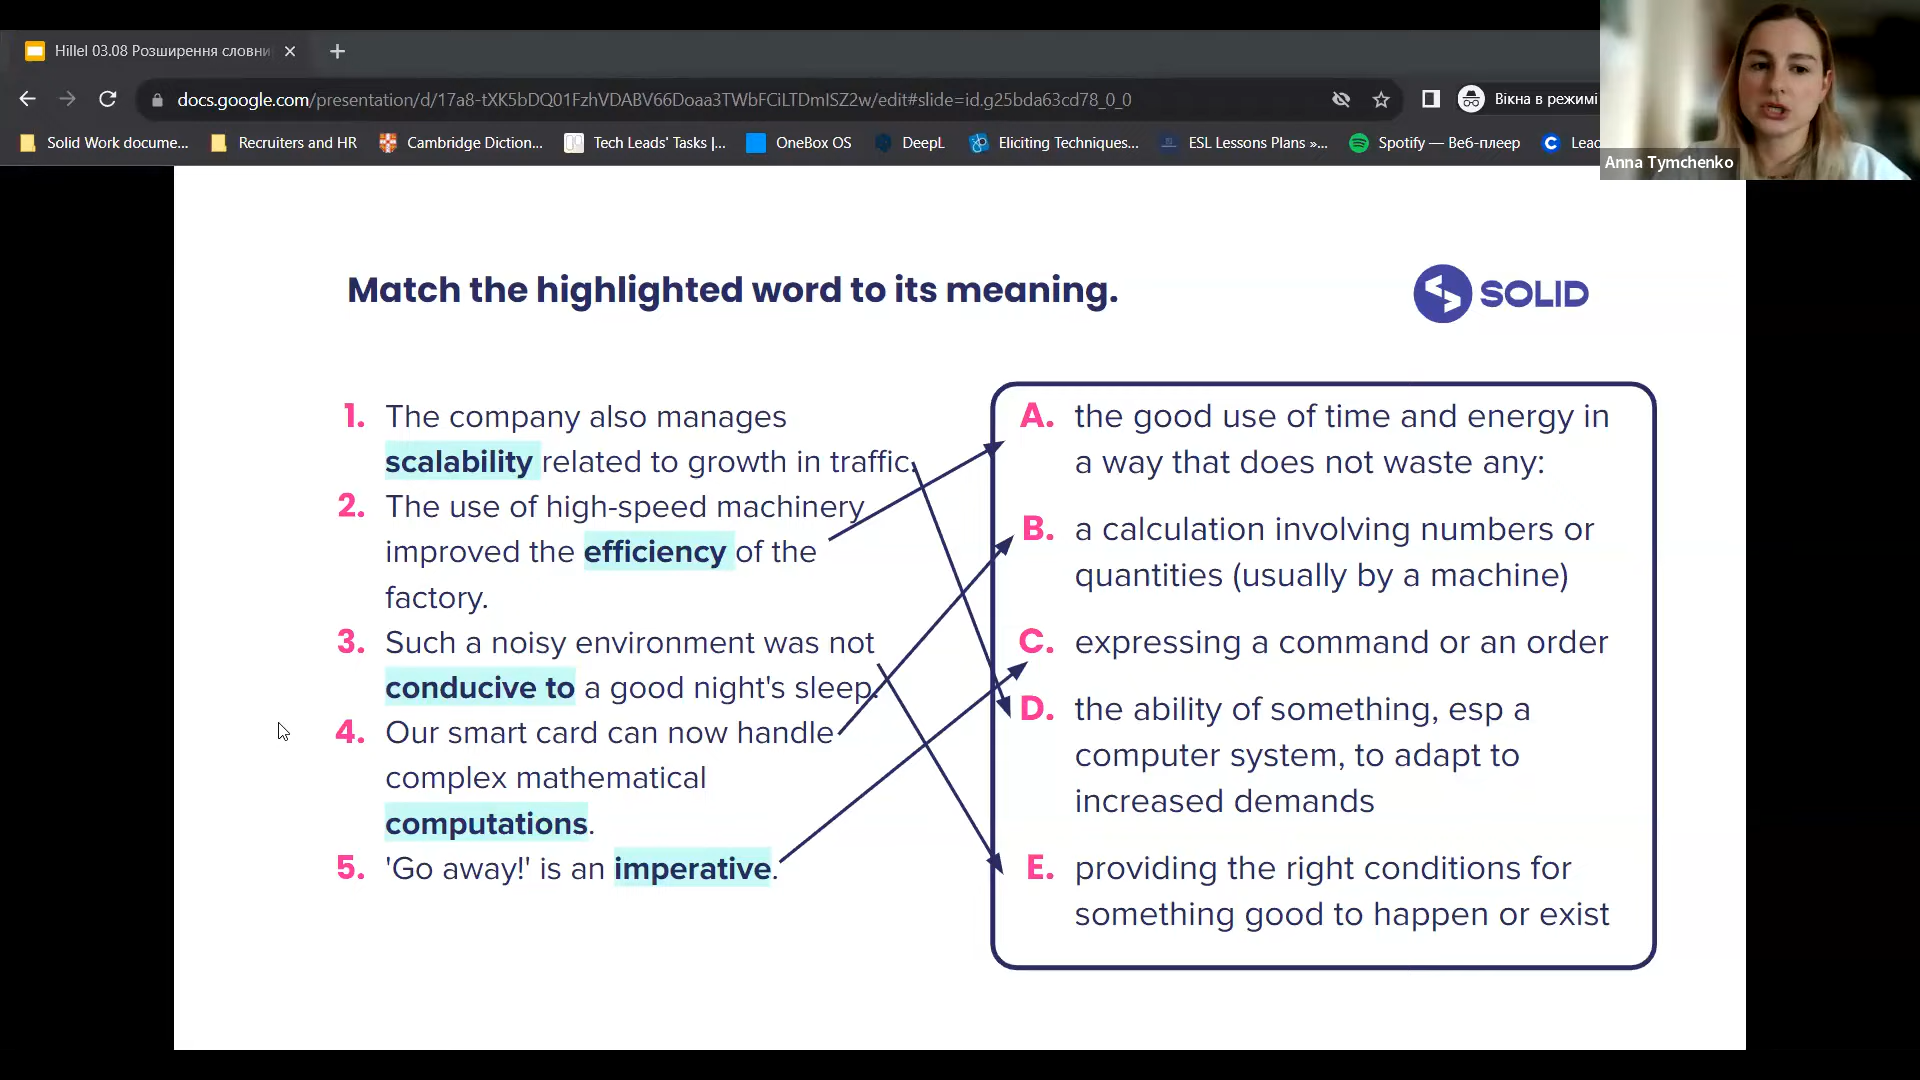 Hillel 03.08 Розширення словни
docs.google.com/presentation/d/17a8-tXK5bDQ01FzhVDABV66Doaa3TWbFCiLTDmISZ2w/edit#slide=id.g25bda63cd78_0_0
Вікна в режимі
Solid Work docume...
Recruiters and HR
Cambridge Diction...
Tech Leads' Tasks |...
OneBox OS
DeepL
Eliciting Techniques...
ESL Lessons Plans »...
Spotify — Веб-плеер
Leac
Anna Tymchenko
Match the highlighted word to its meaning.
SOLID
1. The company also manages
scalability related to growth in traffic.
2. The use of high-speed machinery
improved the efficiency of the
factory.
3. Such a noisy environment was not
conducive to a good night's sleep.
4. Our smart card can now handle
complex mathematical
computations.
5. 'Go away!' is an imperative.
A. the good use of time and energy in
a way that does not waste any:
B. a calculation involving numbers or
quantities (usually by a machine)
C. expressing a command or an order
D. the ability of something, esp a
computer system, to adapt to
increased demands
E. providing the right conditions for
something good to happen or exist